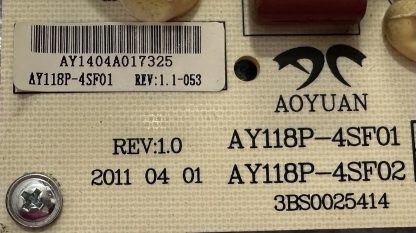 AY1404A017325
AY118P-4SF01 REV:1.1-053
AOYUAN
REV:1.0
2011 04 01
AY118P-4SF01
AY118P-4SF02
3BS0025414